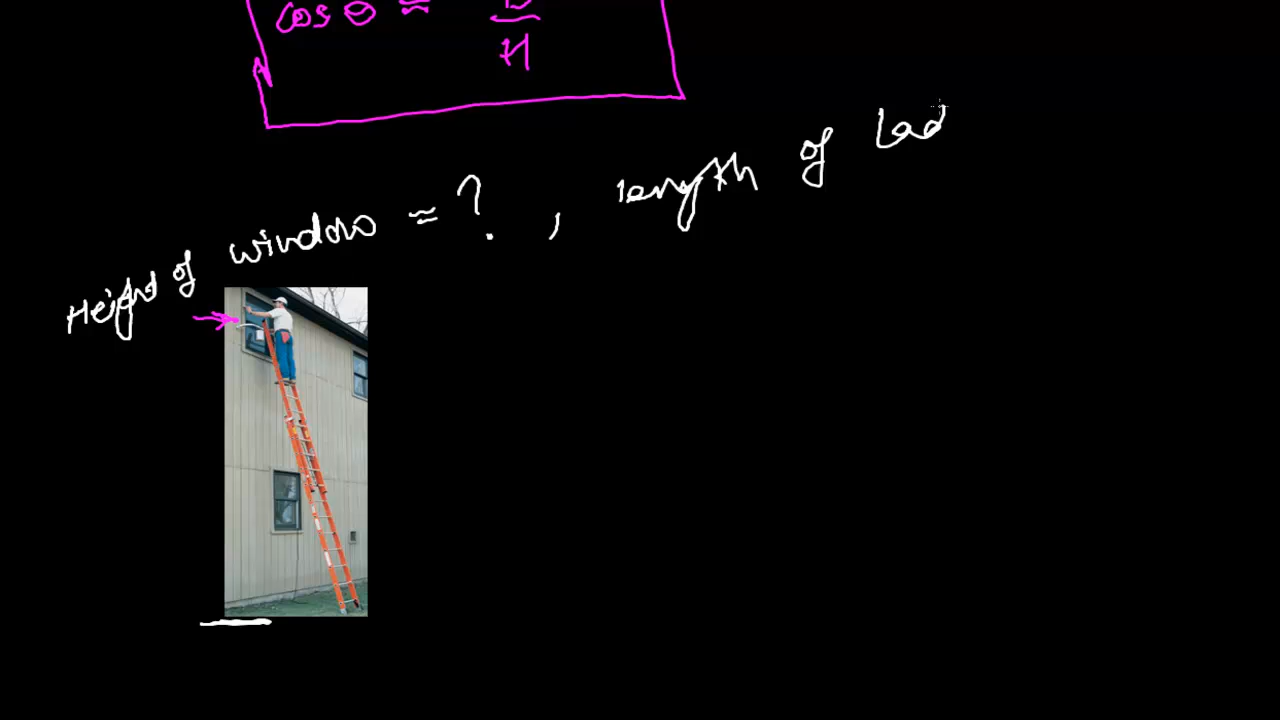 cos θ = B/H
Height of window = ? , length of Lad